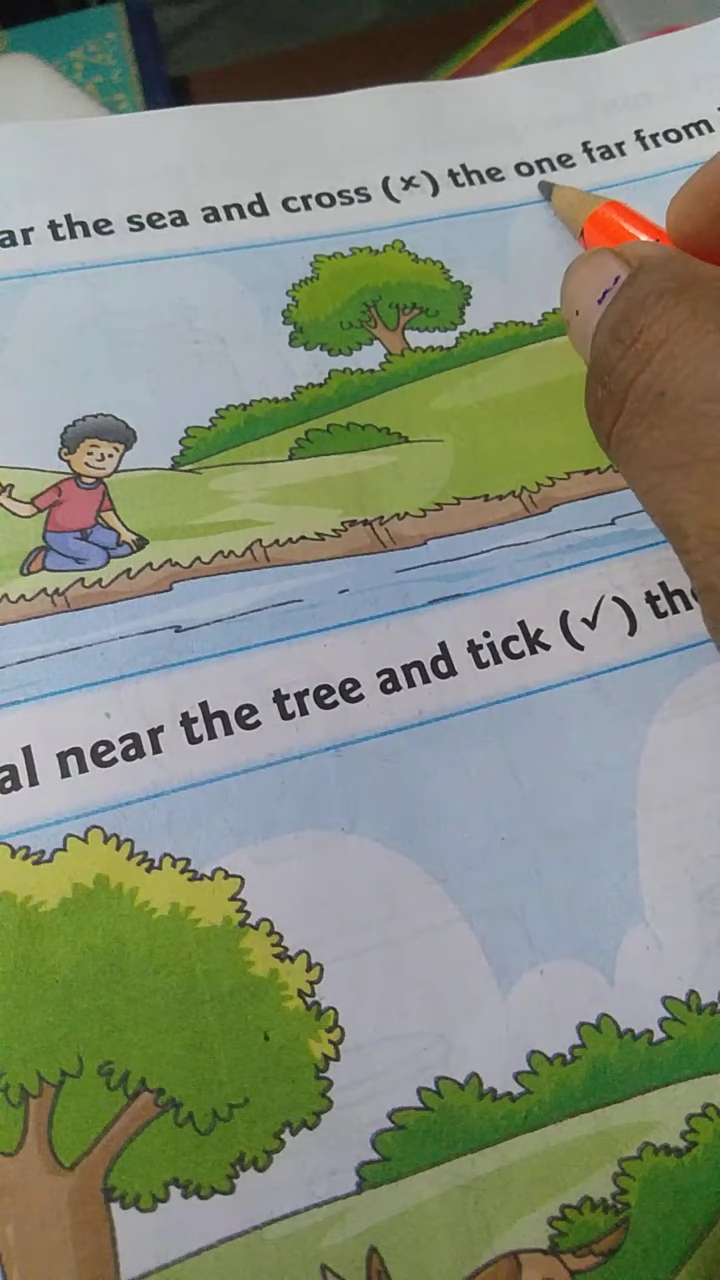 ar the sea and cross (×) the one far from
al near the tree and tick (✓) th